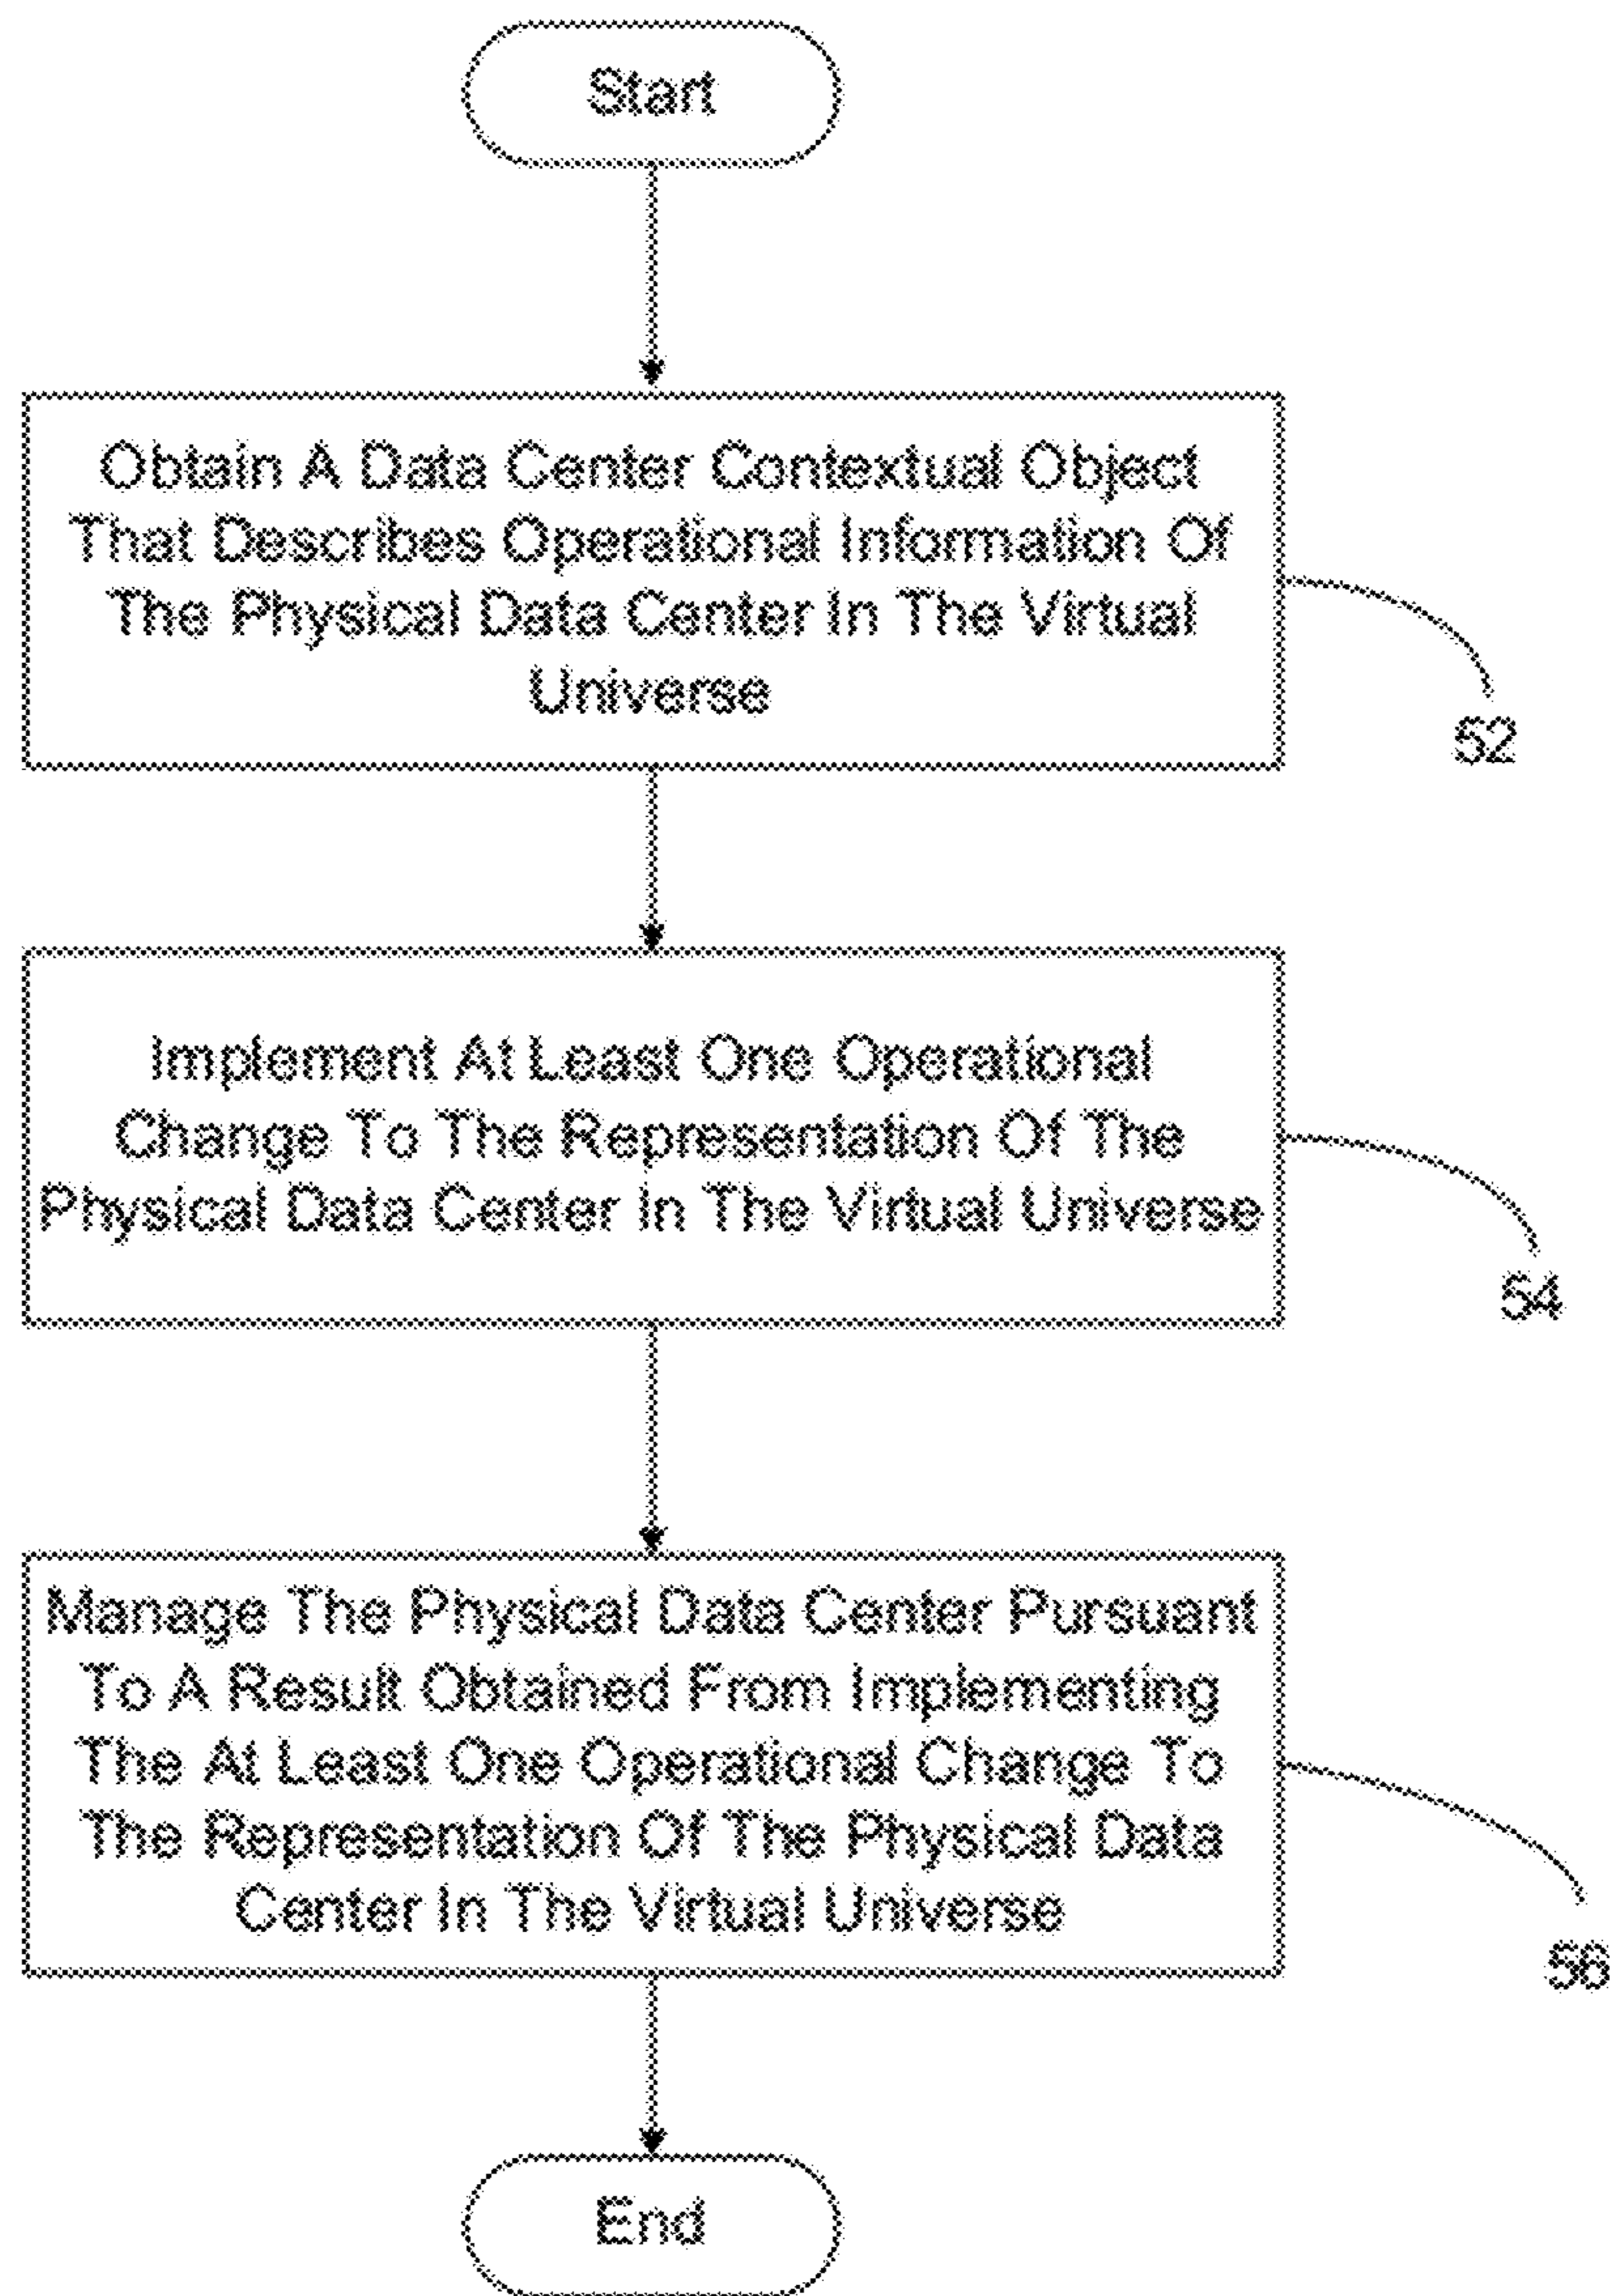 Start
Obtain A Data Center Contextual Object
That Describes Operational Information Of
The Physical Data Center In The Virtual
Universe
52
Implement At Least One Operational
Change To The Representation Of The
Physical Data Center In The Virtual Universe
54
Manage The Physical Data Center Pursuant
To A Result Obtained From Implementing
The At Least One Operational Change To
The Representation Of The Physical Data
Center In The Virtual Universe
56
End